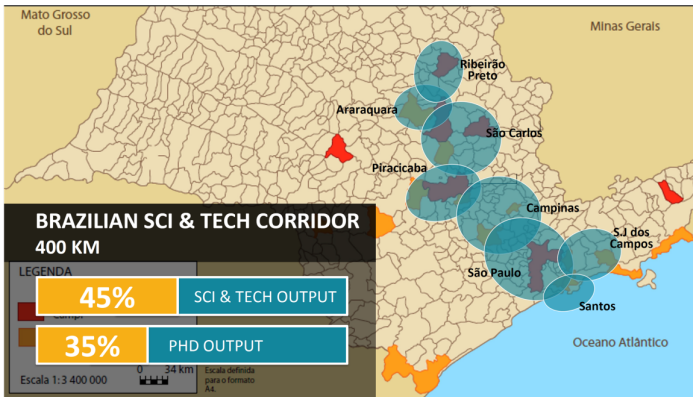 Mato Grosso
do Sul
Minas Gerais
Ribeirão
Preto
Araraquara
São Carlos
Piracicaba
Campinas
S.J dos
Campos
São Paulo
Santos
Oceano Atlântico
BRAZILIAN SCI & TECH CORRIDOR
400 KM
LEGENDA
45%
SCI & TECH OUTPUT
35%
PHD OUTPUT
Escala 1:3 400 000
0 34 km
Escala definida
para o formato
A4.